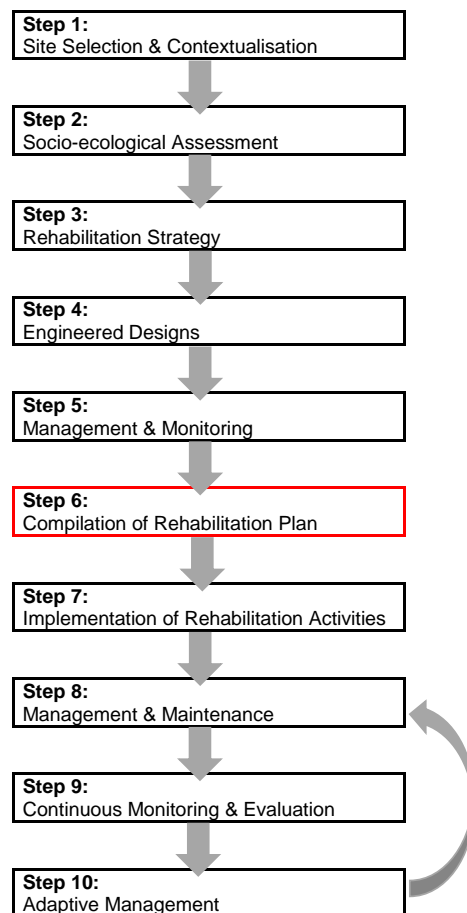 Step 1:
Site Selection & Contextualisation
Step 2:
Socio-ecological Assessment
Step 3:
Rehabilitation Strategy
Step 4:
Engineered Designs
Step 5:
Management & Monitoring
Step 6:
Compilation of Rehabilitation Plan
Step 7:
Implementation of Rehabilitation Activities
Step 8:
Management & Maintenance
Step 9:
Continuous Monitoring & Evaluation
Step 10:
Adaptive Management